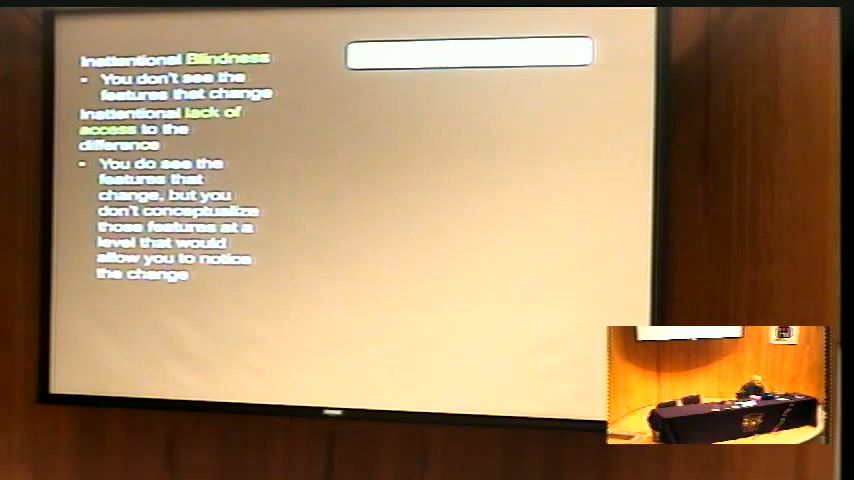 Inattentional Blindness
- You don't see the
features that change
Inattentional lack of
access to the
difference
- You do see the
features that
change, but you
don't conceptualize
those features at a
level that would
allow you to notice
the change